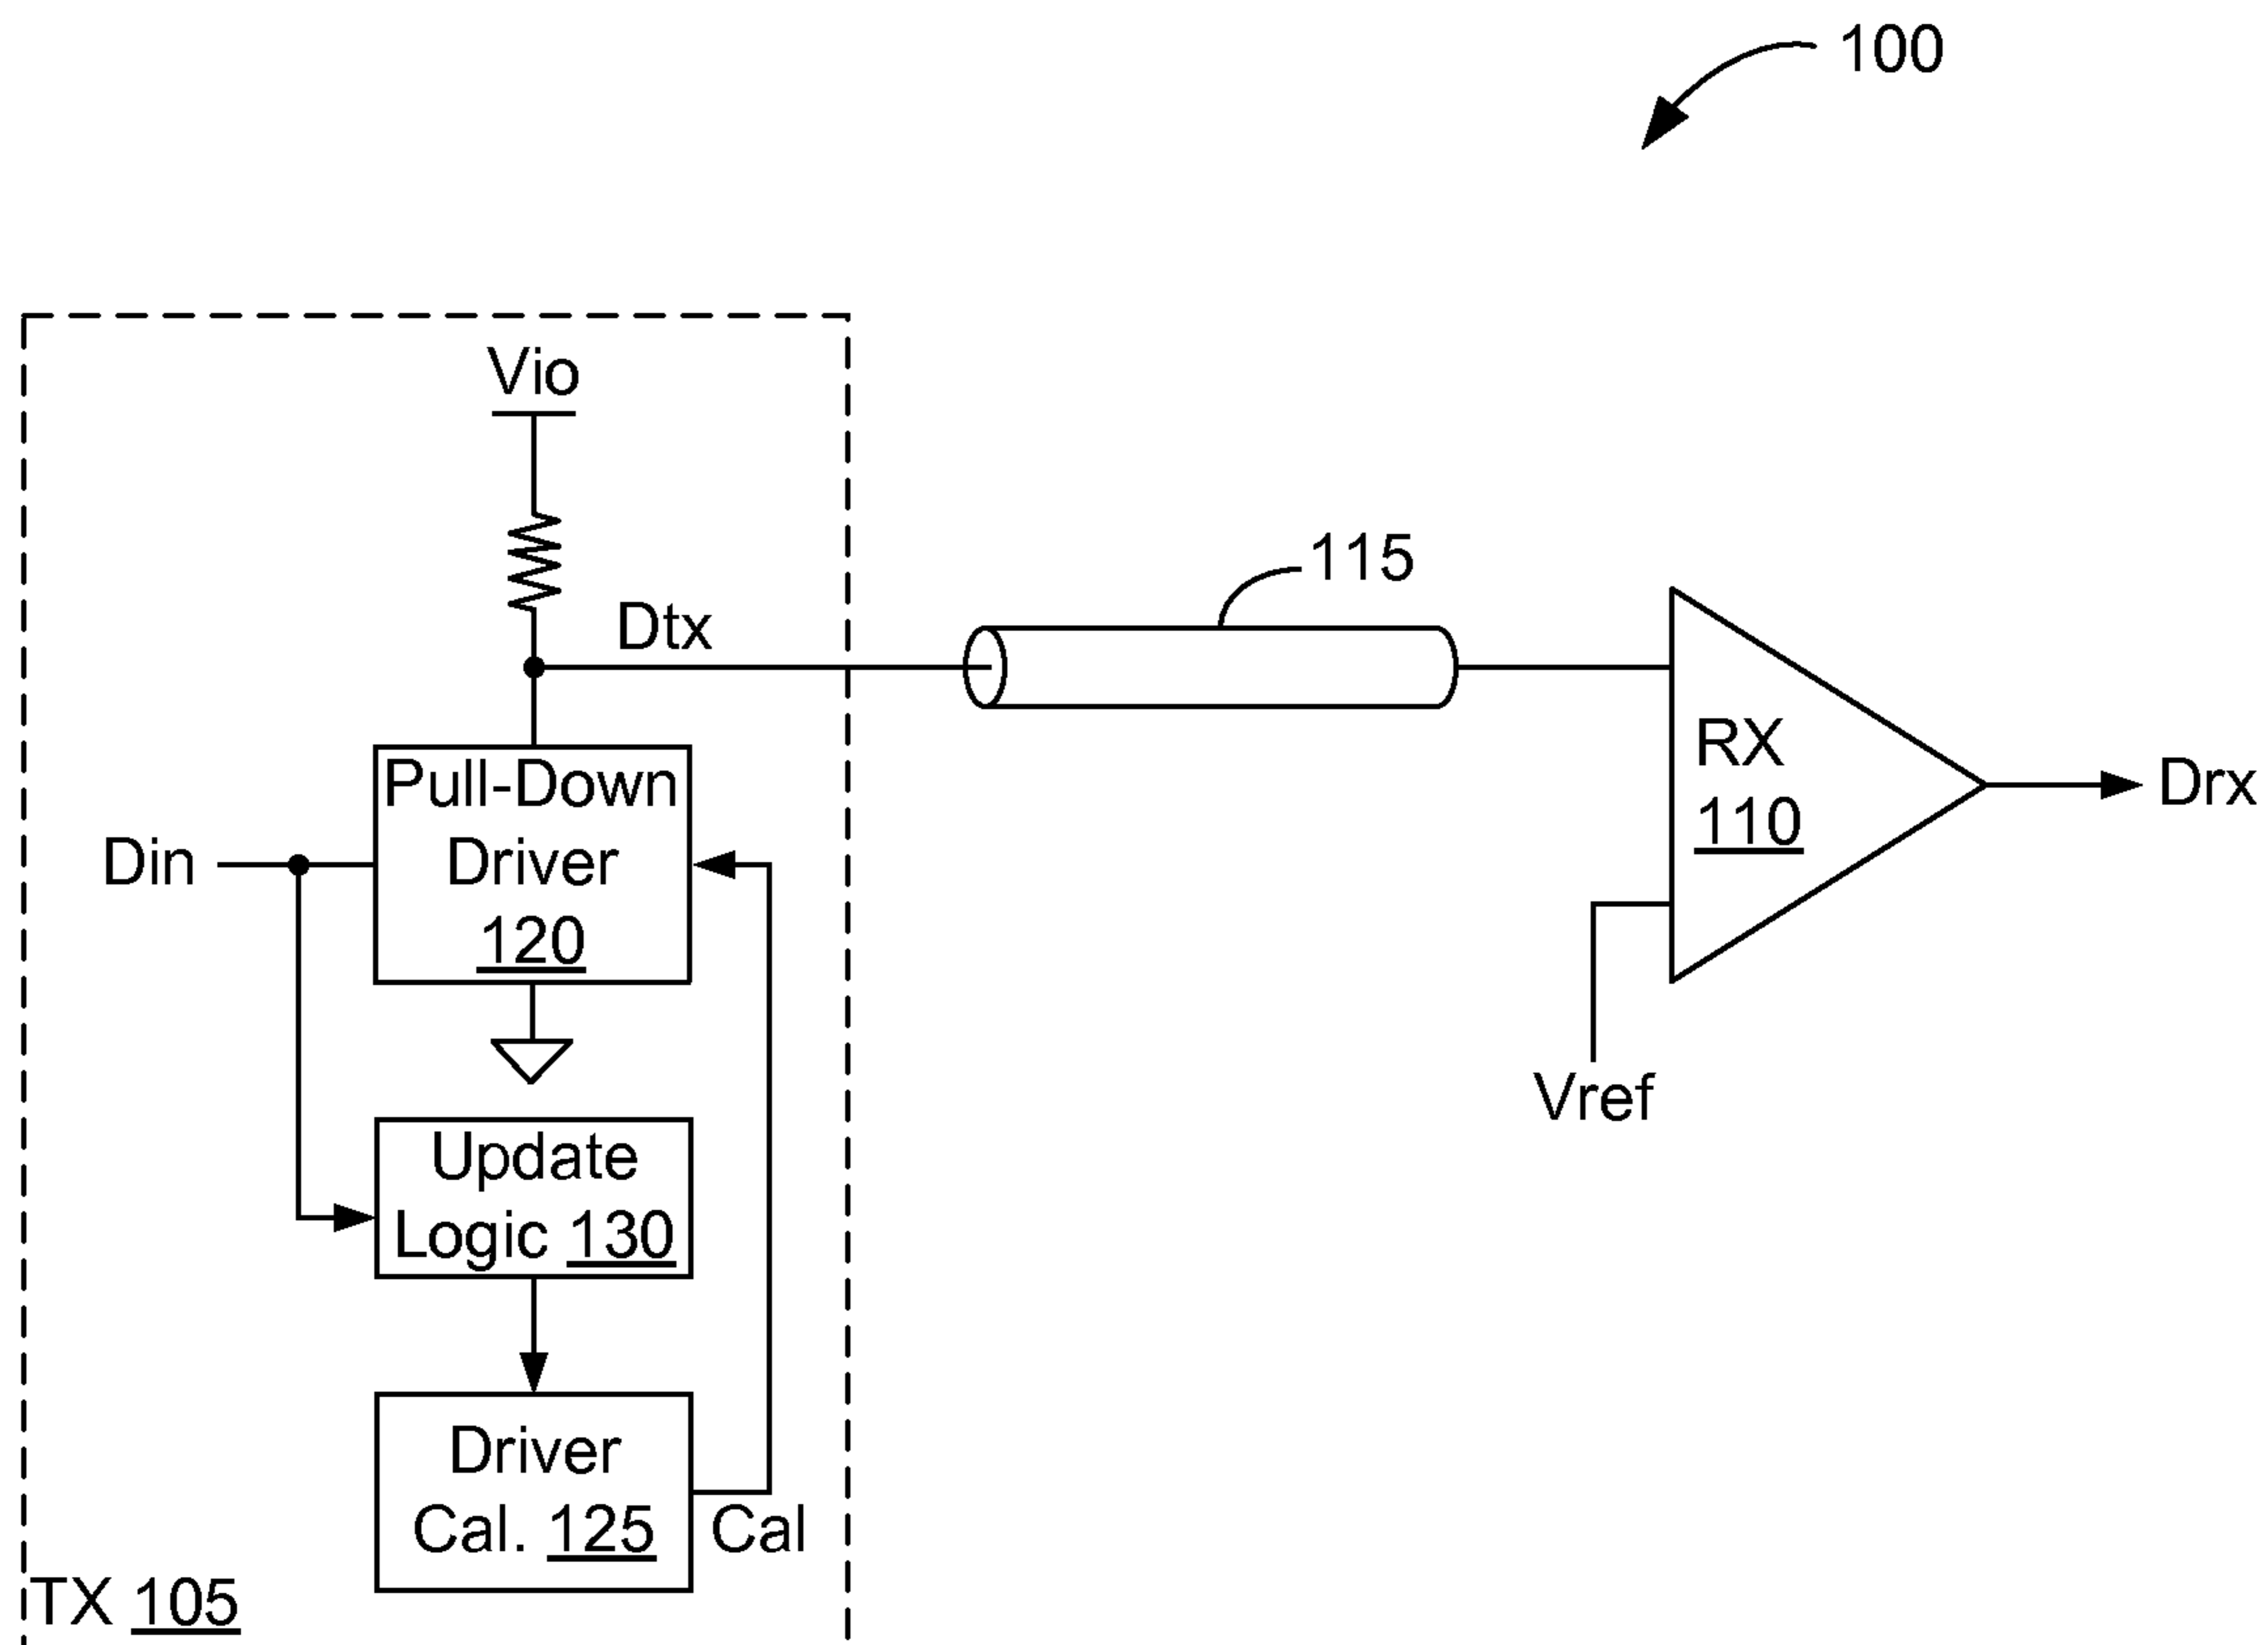 100
Vio
115
Dtx
RX
110
Drx
Pull-Down
Driver
120
Din
Vref
Update
Logic 130
Driver
Cal. 125
Cal
TX 105